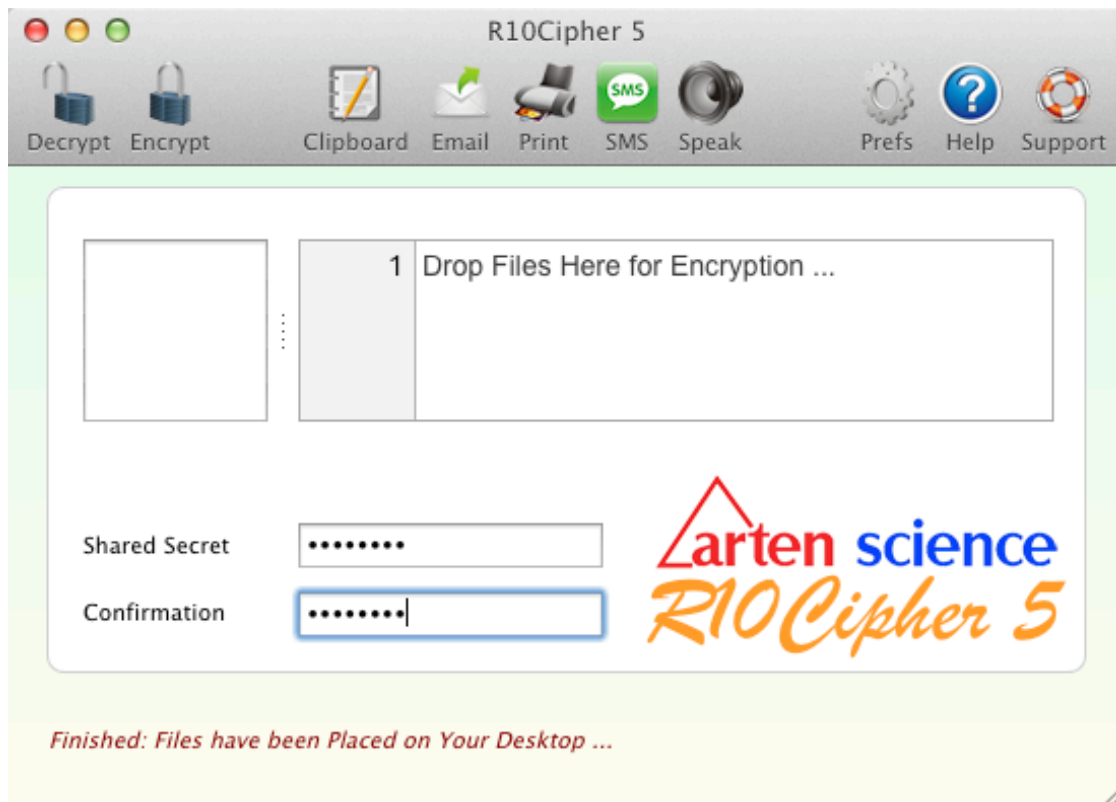 R10Cipher 5
Decrypt Encrypt Clipboard Email Print SMS SMS Speak ? Prefs Help Support
1 Drop Files Here for Encryption ...
Shared Secret ••••••••
Confirmation ••••••••
arten science
R10Cipher 5
Finished: Files have been Placed on Your Desktop ...